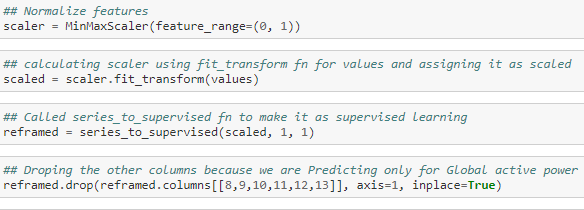 ## Normalize features
scaler = MinMaxScaler(feature_range=(0, 1))
## calculating scaler using fit_transform fn for values and assigning it as scaled
scaled = scaler.fit_transform(values)
## Called series_to_supervised fn to make it as supervised learning
reframed = series_to_supervised(scaled, 1, 1)
## Droping the other columns because we are Predicting only for Global active power
reframed.drop(reframed.columns[[8,9,10,11,12,13]], axis=1, inplace=True)